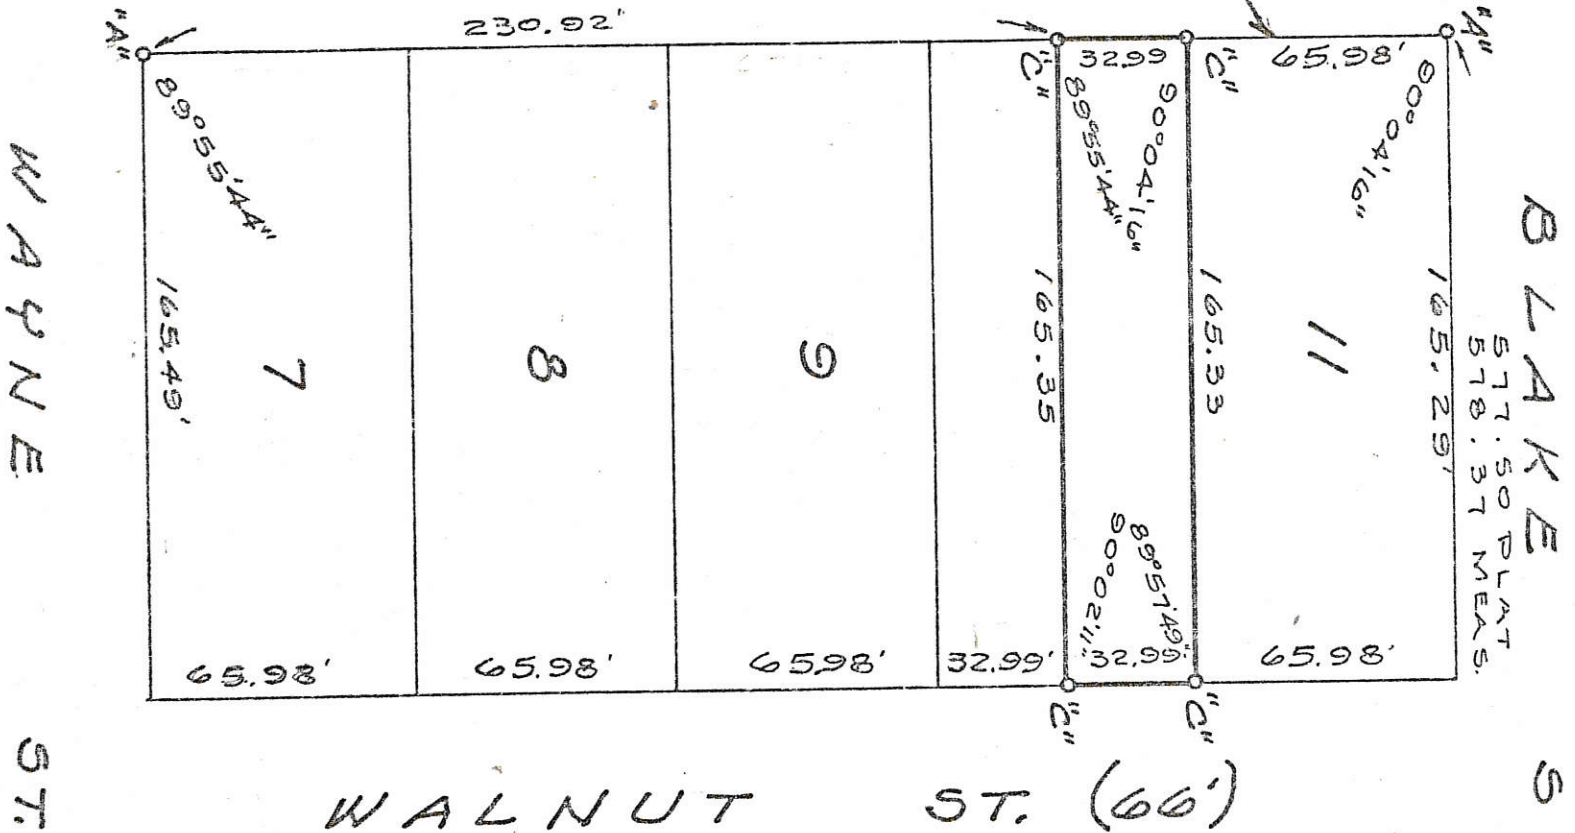 "A"
230.92'
"C"
32.99
"C"
65.98'
"A"
89°55'44"
89°55'44"
90°04'16"
90°04'16"
WAYNE ST.
165.49'
7
8
9
165.35
165.33
11
165.29'
577.50 PLAT
578.37 MEAS.
BLAKE S
90°02'11"
89°57'49"
65.98'
65.98'
65.98'
32.99'
32.99'
65.98'
"C"
"C"
WALNUT ST. (66')